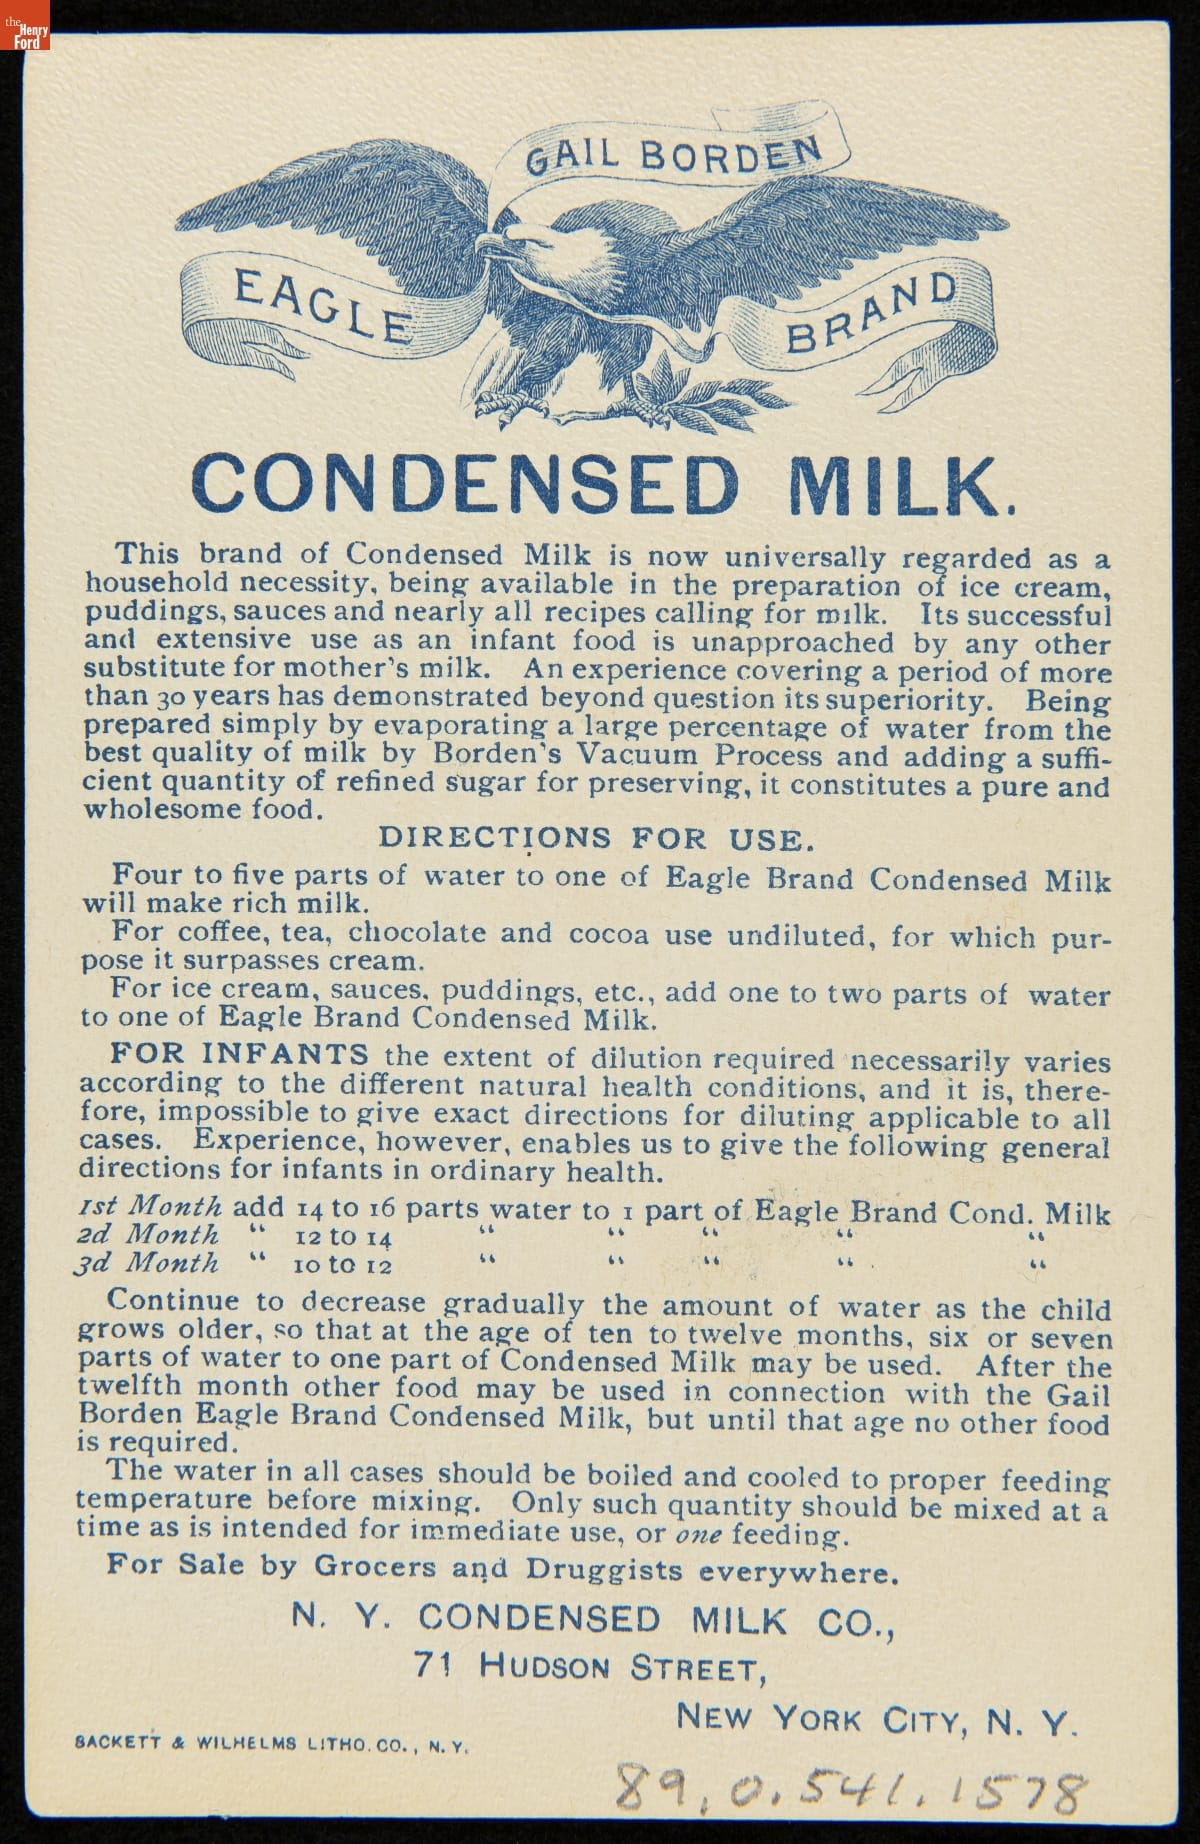 the
Henry
Ford
GAIL BORDEN
EAGLE
BRAND
CONDENSED MILK.
This brand of Condensed Milk is now universally regarded as a
household necessity, being available in the preparation of ice cream,
puddings, sauces and nearly all recipes calling for milk. Its successful
and extensive use as an infant food is unapproached by any other
substitute for mother's milk. An experience covering a period of more
than 30 years has demonstrated beyond question its superiority. Being
prepared simply by evaporating a large percentage of water from the
best quality of milk by Borden's Vacuum Process and adding a suffi-
cient quantity of refined sugar for preserving, it constitutes a pure and
wholesome food.
DIRECTIONS FOR USE.
Four to five parts of water to one of Eagle Brand Condensed Milk
will make rich milk.
For coffee, tea, chocolate and cocoa use undiluted, for which pur-
pose it surpasses cream.
For ice cream, sauces, puddings, etc., add one to two parts of water
to one of Eagle Brand Condensed Milk.
FOR INFANTS the extent of dilution required necessarily varies
according to the different natural health conditions, and it is, there-
fore, impossible to give exact directions for diluting applicable to all
cases. Experience, however, enables us to give the following general
directions for infants in ordinary health.
1st Month add 14 to 16 parts water to 1 part of Eagle Brand Cond. Milk
2d Month “ 12 to 14 “ “ “ “ “
3d Month “ 10 to 12 “ “ “ “ “
Continue to decrease gradually the amount of water as the child
grows older, so that at the age of ten to twelve months, six or seven
parts of water to one part of Condensed Milk may be used. After the
twelfth month other food may be used in connection with the Gail
Borden Eagle Brand Condensed Milk, but until that age no other food
is required.
The water in all cases should be boiled and cooled to proper feeding
temperature before mixing. Only such quantity should be mixed at a
time as is intended for immediate use, or one feeding.
For Sale by Grocers and Druggists everywhere.
N. Y. CONDENSED MILK CO.,
71 HUDSON STREET,
NEW YORK CITY, N. Y.
SACKETT & WILHELMS LITHO. CO., N. Y.
89.0.541.1578